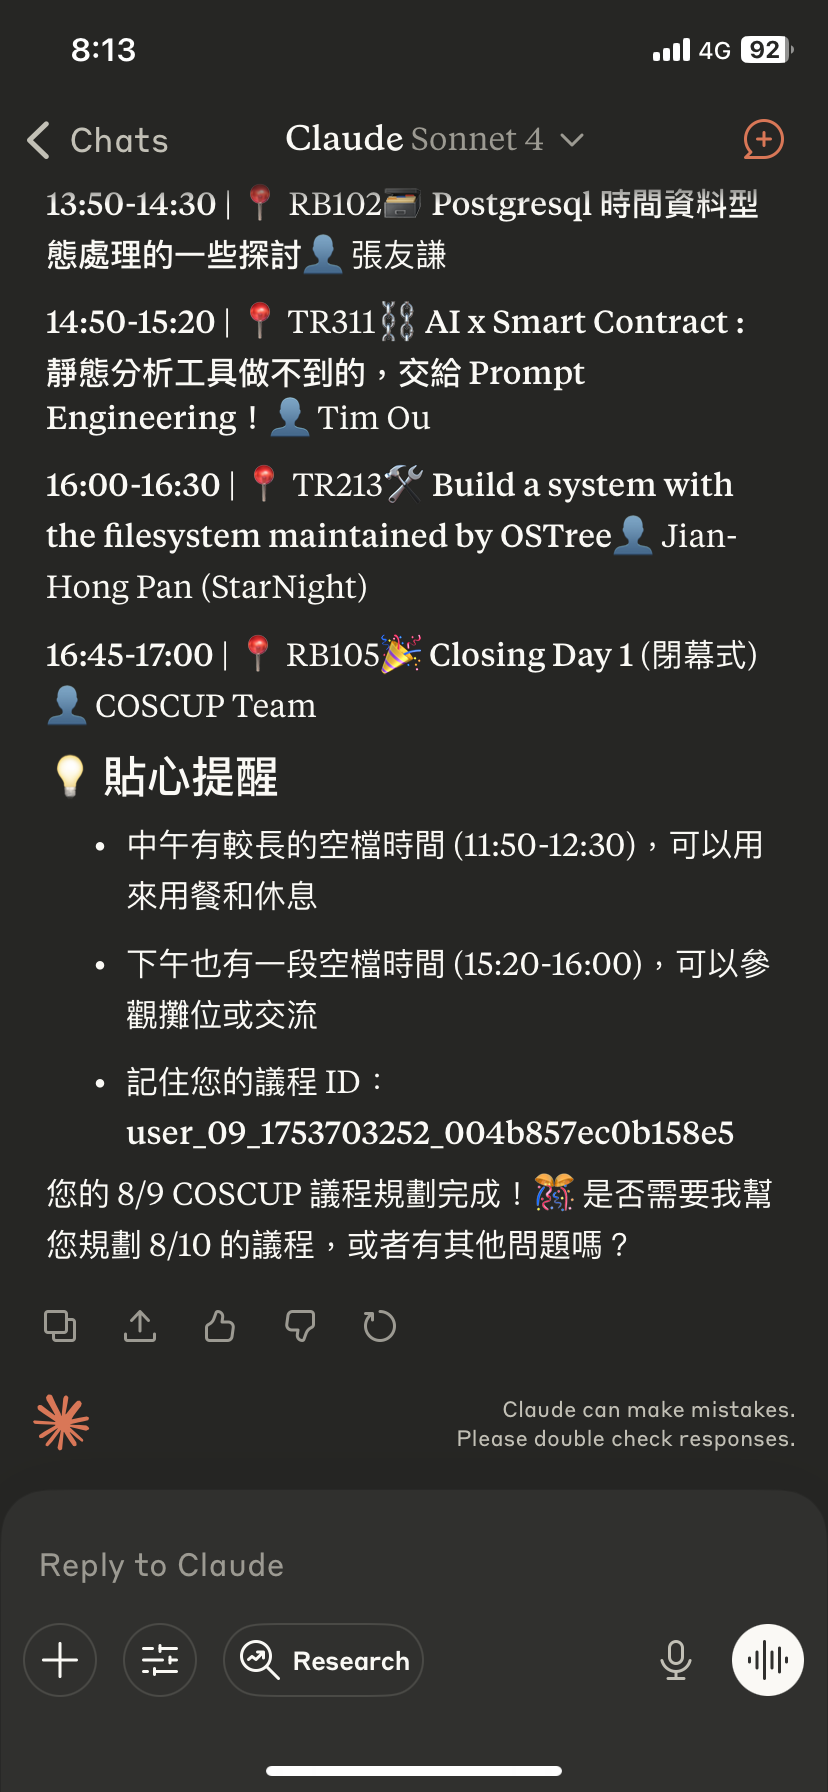 8:13
4G 92
Chats
Claude Sonnet 4
13:50-14:30 | 📍 RB102🗃️ Postgresql 時間資料型
態處理的一些探討👤 張友謙
14:50-15:20 | 📍 TR311⛓️ AI x Smart Contract :
靜態分析工具做不到的，交給 Prompt
Engineering！👤 Tim Ou
16:00-16:30 | 📍 TR213🛠️ Build a system with
the filesystem maintained by OSTree👤 Jian-
Hong Pan (StarNight)
16:45-17:00 | 📍 RB105🎉 Closing Day 1 (閉幕式)
👤 COSCUP Team
💡 貼心提醒
• 中午有較長的空檔時間 (11:50-12:30)，可以用
來用餐和休息
• 下午也有一段空檔時間 (15:20-16:00)，可以參
觀攤位或交流
• 記住您的議程 ID：
user_09_1753703252_004b857ec0b158e5
您的 8/9 COSCUP 議程規劃完成！🎊 是否需要我幫
您規劃 8/10 的議程，或者有其他問題嗎？
Claude can make mistakes.
Please double check responses.
Reply to Claude
Research